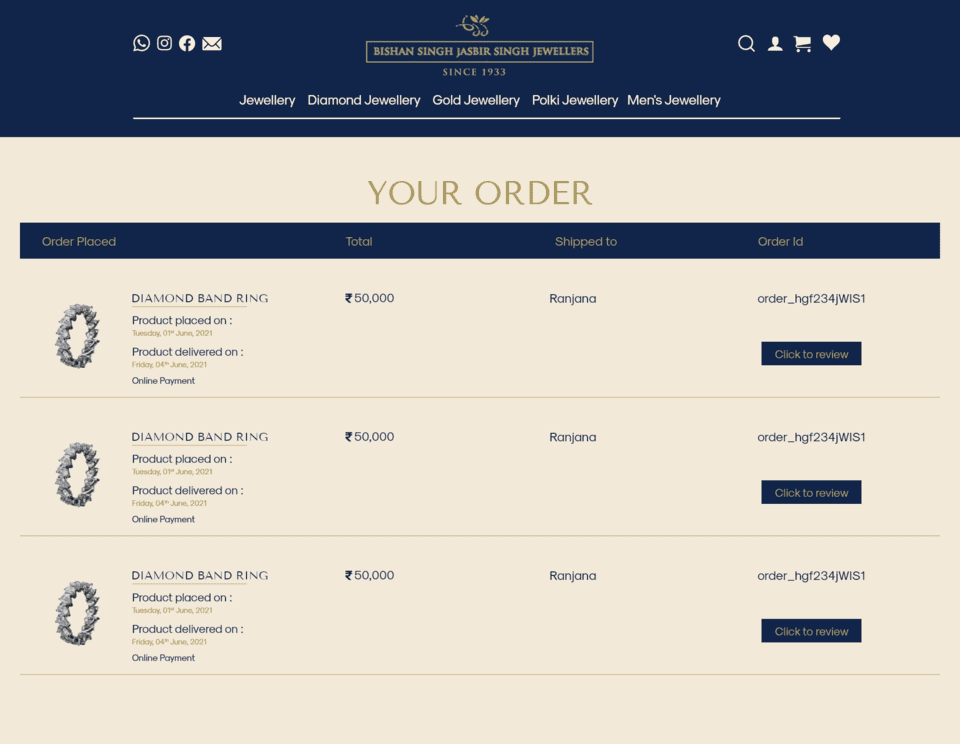 BISHAN SINGH JASBIR SINGH JEWELLERS
SINCE 1933
Jewellery Diamond Jewellery Gold Jewellery Polki Jewellery Men's Jewellery
YOUR ORDER
Order Placed Total Shipped to Order Id
DIAMOND BAND RING ₹50,000 Ranjana order_hgf234jWIS1
Product placed on :
Tuesday, 01st June, 2021
Product delivered on :
Click to review
Friday, 04th June, 2021
Online Payment
DIAMOND BAND RING ₹50,000 Ranjana order_hgf234jWIS1
Product placed on :
Tuesday, 01st June, 2021
Product delivered on :
Click to review
Friday, 04th June, 2021
Online Payment
DIAMOND BAND RING ₹50,000 Ranjana order_hgf234jWIS1
Product placed on :
Tuesday, 01st June, 2021
Product delivered on :
Click to review
Friday, 04th June, 2021
Online Payment